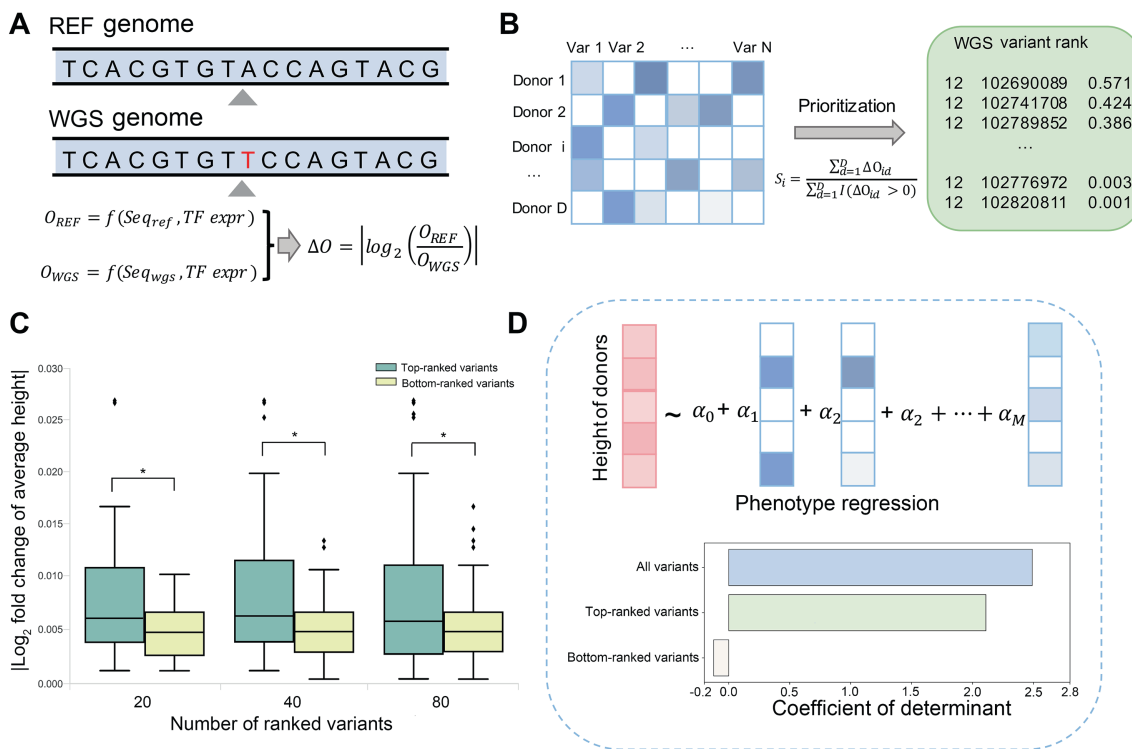 A
REF genome
TCACGTGTACCAGTACG
WGS genome
TCACGTGTTCCAGTACG
O_REF = f(Seq_ref, TF expr)
O_WGS = f(Seq_wgs, TF expr)
ΔO = |log_2(O_REF/O_WGS)|
B
Var 1 Var 2 ... Var N
Donor 1
Donor 2
Donor i
...
Donor D
Prioritization
S_i = ∑_{d=1}^{D} ΔO_id / ∑_{d=1}^{D} I(ΔO_id > 0)
WGS variant rank
12 102690089 0.571
12 102741708 0.424
12 102789852 0.386
...
12 102776972 0.003
12 102820811 0.001
C
|Log2 fold change of average height|
0.030
0.025
0.020
0.015
0.010
0.005
0.000
Top-ranked variants
Bottom-ranked variants
* * *
20 40 80
Number of ranked variants
D
Height of donors
~ α_0 + α_1 + α_2 + α_2 + ⋯ + α_M
Phenotype regression
All variants
Top-ranked variants
Bottom-ranked variants
-0.2 0.0 0.5 1.0 1.5 2.0 2.5 2.8
Coefficient of determinant